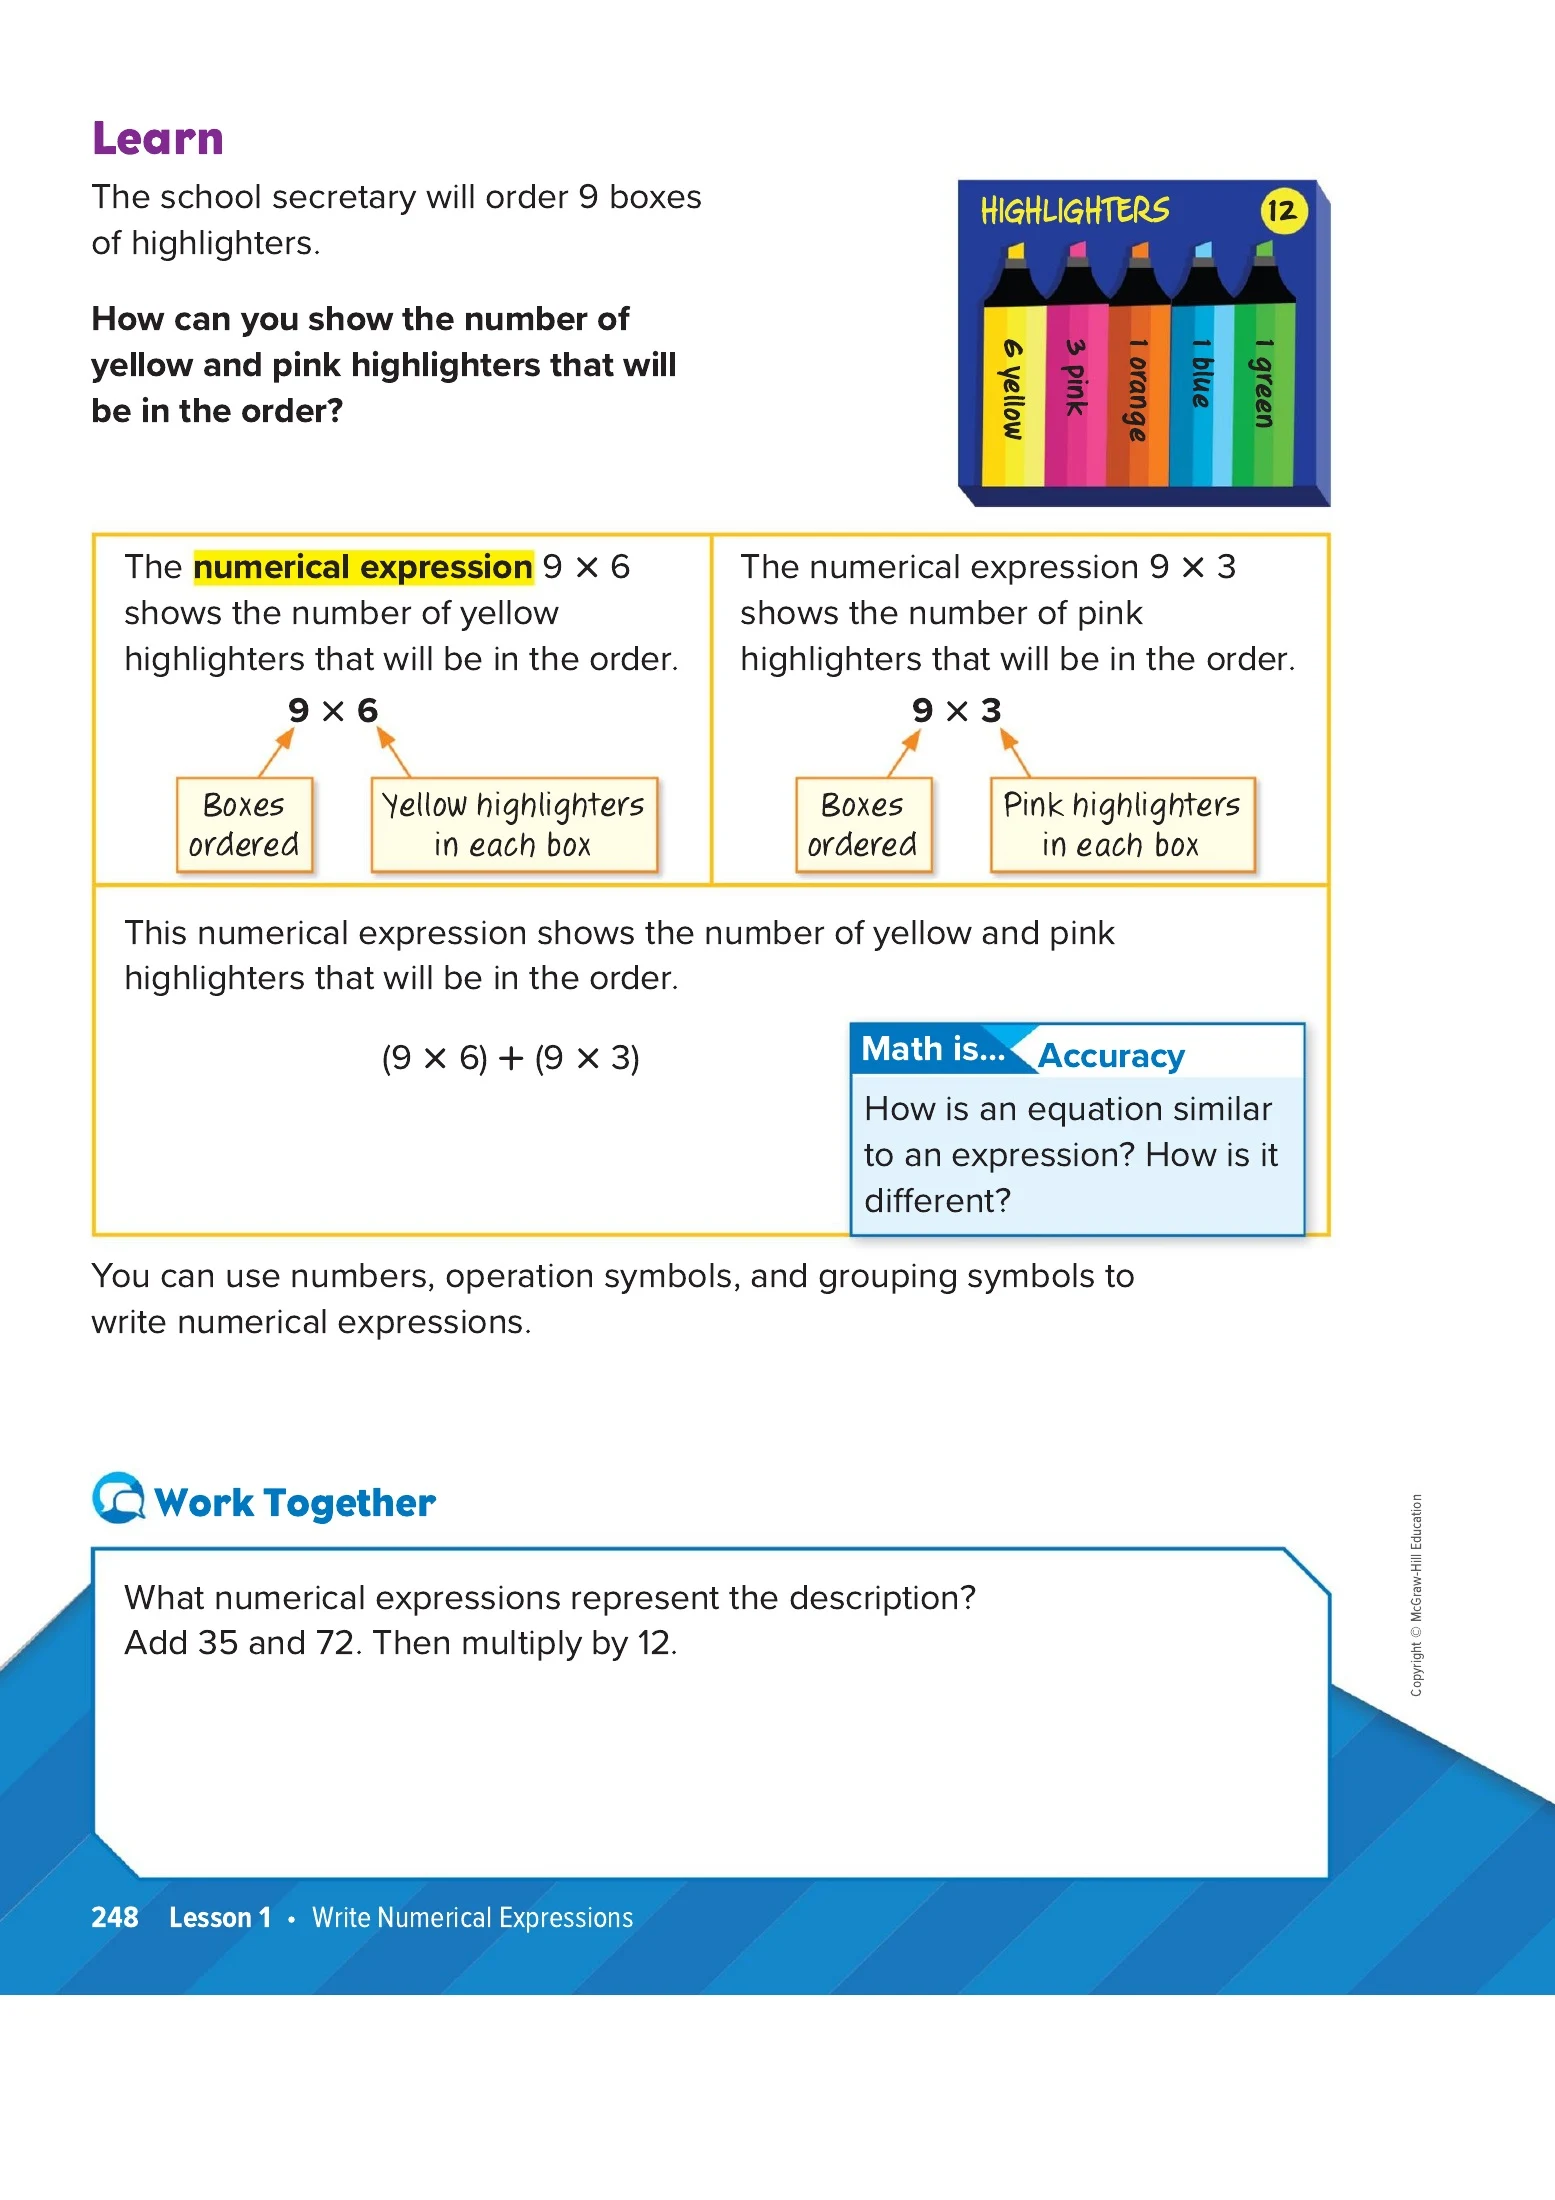 Learn
The school secretary will order 9 boxes
of highlighters.
How can you show the number of
yellow and pink highlighters that will
be in the order?
HIGHLIGHTERS 12
6 yellow
3 pink
1 orange
1 blue
1 green
The numerical expression 9 × 6
shows the number of yellow
highlighters that will be in the order.
9 × 6
Boxes
ordered
Yellow highlighters
in each box
The numerical expression 9 × 3
shows the number of pink
highlighters that will be in the order.
9 × 3
Boxes
ordered
Pink highlighters
in each box
This numerical expression shows the number of yellow and pink
highlighters that will be in the order.
(9 × 6) + (9 × 3)
Math is... Accuracy
How is an equation similar
to an expression? How is it
different?
You can use numbers, operation symbols, and grouping symbols to
write numerical expressions.
Work Together
What numerical expressions represent the description?
Add 35 and 72. Then multiply by 12.
Copyright © McGraw-Hill Education
248 Lesson 1 • Write Numerical Expressions